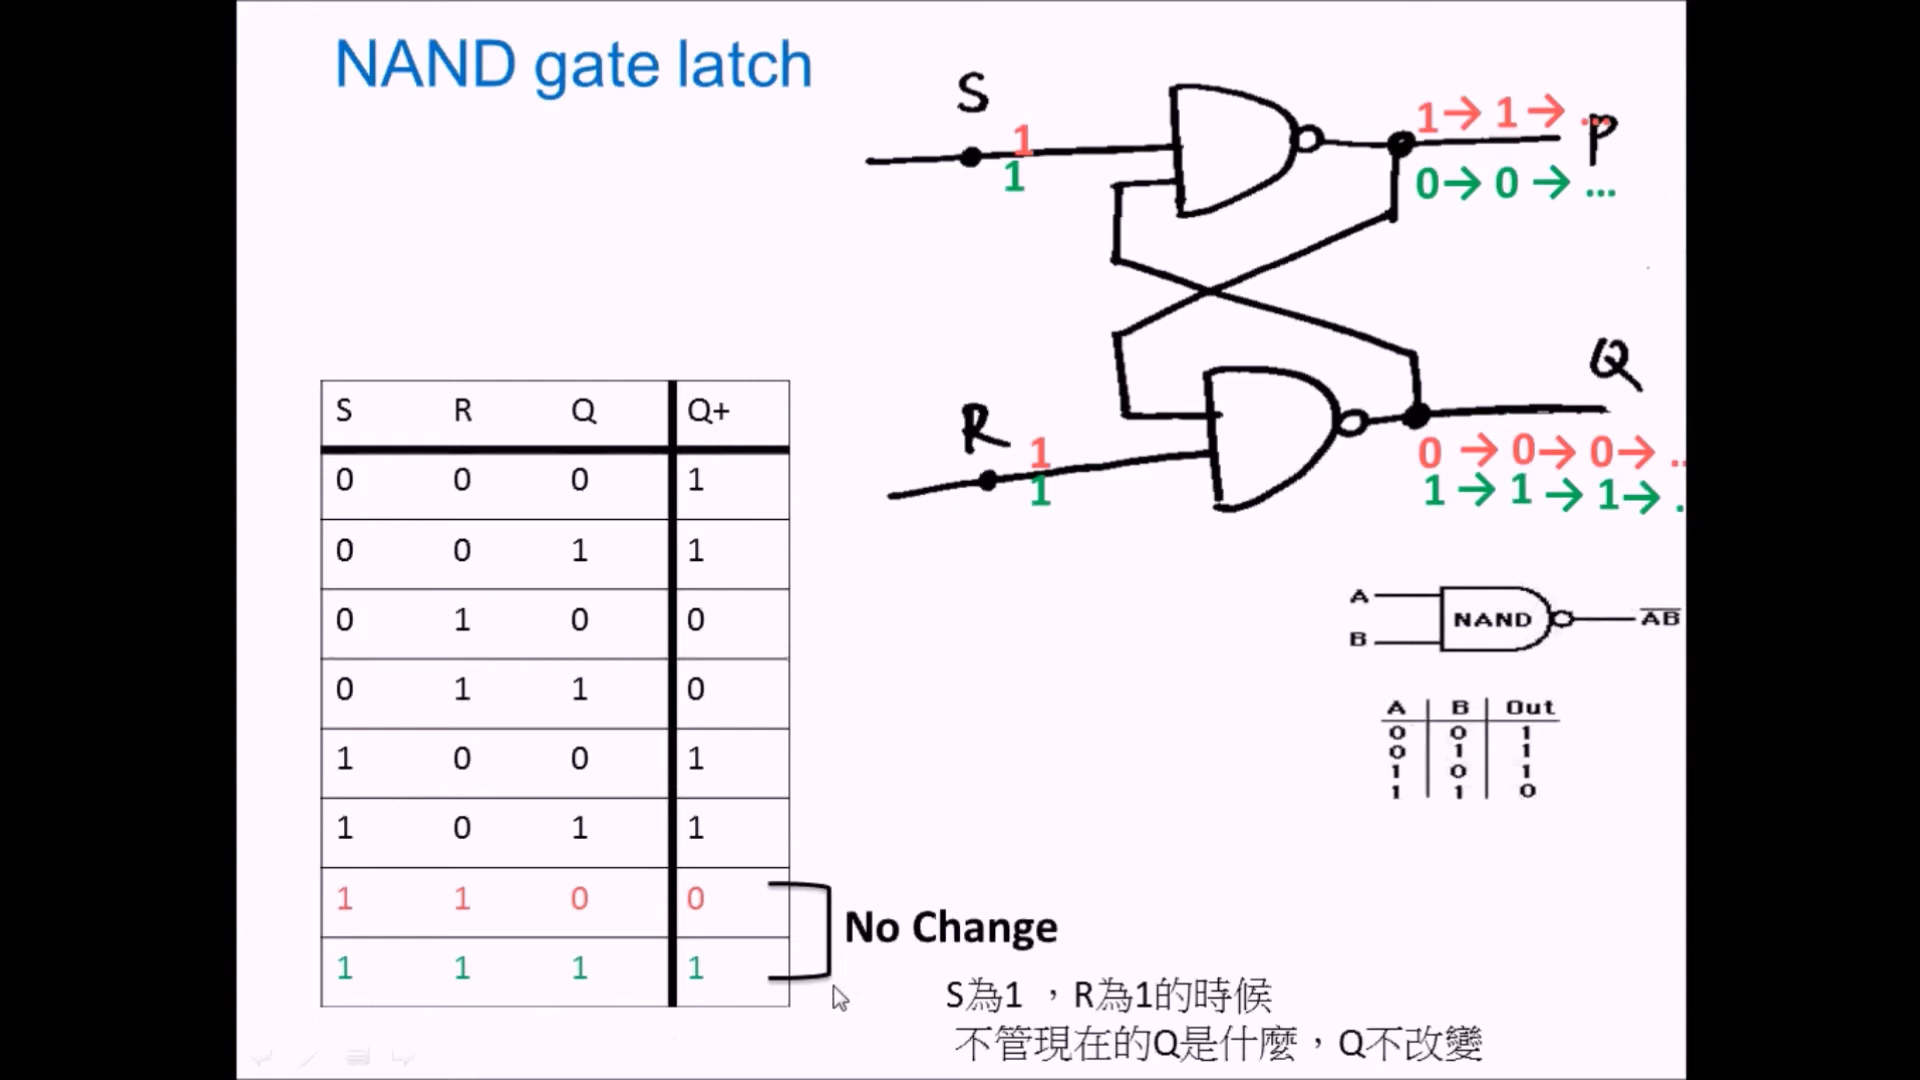 NAND gate latch
S
1
1
1→ 1→ ...
P
0→ 0 → ...
Q
R
1
1
0 → 0→ 0→ ..
1 → 1 → 1→ .
S R Q Q+
0 0 0 1
0 0 1 1
0 1 0 0
0 1 1 0
1 0 0 1
1 0 1 1
1 1 0 0
1 1 1 1
A
B
NAND
A̅B̅
A B Out
0 0 1
0 1 1
1 0 1
1 1 0
No Change
S為1 ，R為1的時候
不管現在的Q是什麼，Q不改變